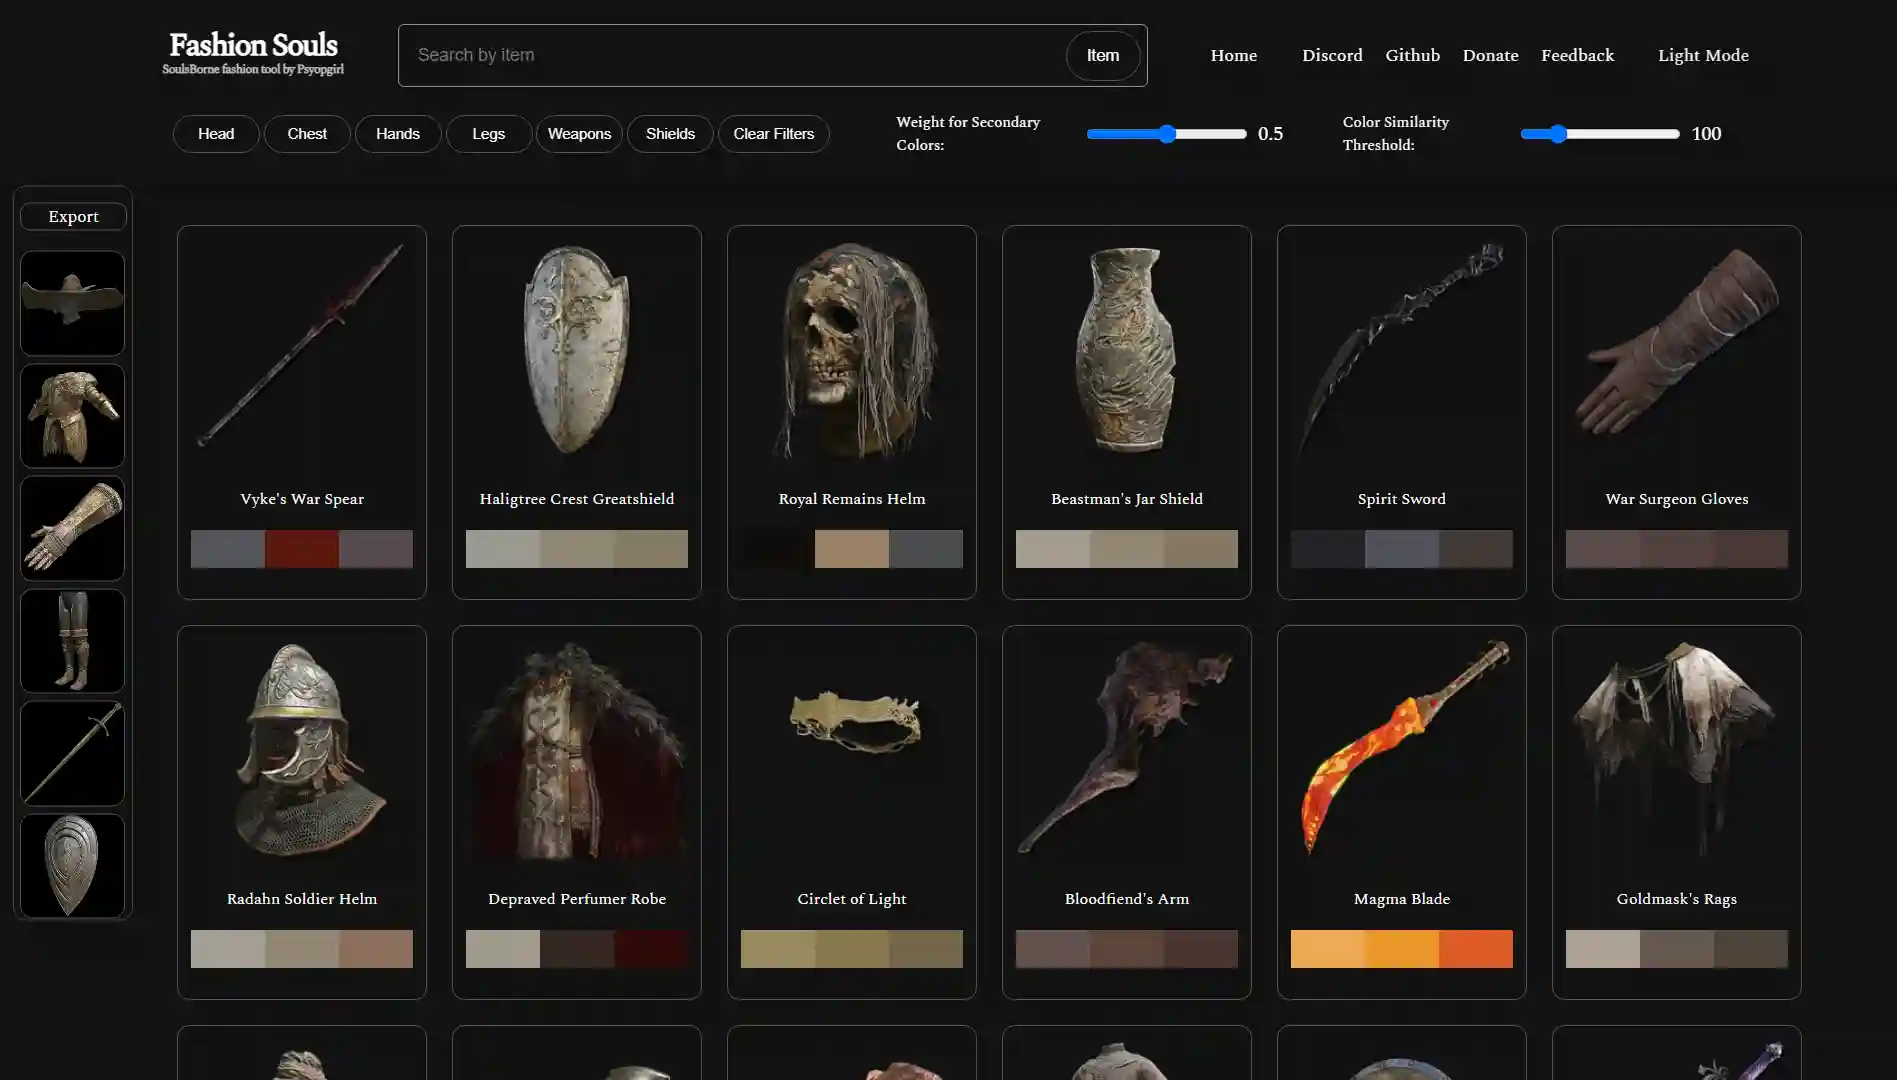 Fashion Souls
SoulsBorne fashion tool by Psyopgirl
Search by item
Item
Home
Discord
Github
Donate
Feedback
Light Mode
Head
Chest
Hands
Legs
Weapons
Shields
Clear Filters
Weight for Secondary
Colors:
0.5
Color Similarity
Threshold:
100
Export
Vyke's War Spear
Haligtree Crest Greatshield
Royal Remains Helm
Beastman's Jar Shield
Spirit Sword
War Surgeon Gloves
Radahn Soldier Helm
Depraved Perfumer Robe
Circlet of Light
Bloodfiend's Arm
Magma Blade
Goldmask's Rags